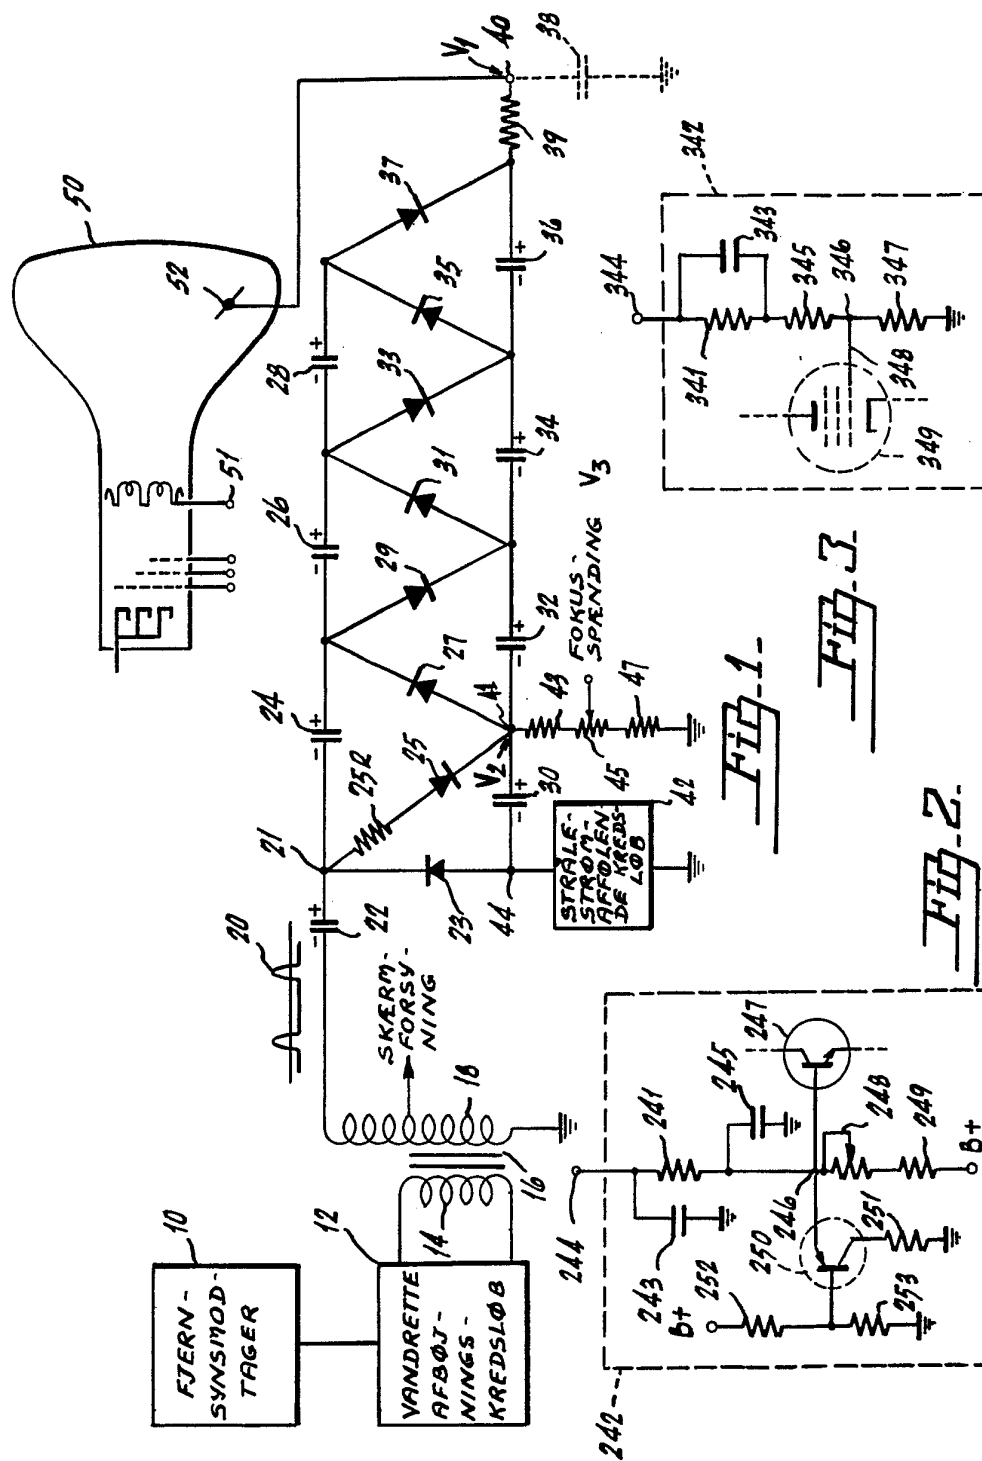 10
FJERN-
SYNSMOD-
TAGER
12
VANDRETTE
AFBØJ-
NINGS-
KREDSLØB
14
16
18
SKÆRM-
FORSY-
NING
20
- +
22
21
23
25R
25
44
STRÅLE-
STRØM-
AFFØLEN-
DE KREDS-
LØB
42
- +
24
- +
26
- +
28
27
29
31
33
35
37
V2
41
- +
30
- +
32
- +
34
- +
36
39
V1
40
38
43
45
47
FOKUS-
SPÆNDING
V3
50
51
52
Fig. 1
242
244
243
241
245
246
247
248
249
B+
250
251
252
B+
253
Fig. 2
342
344
343
341
345
346
347
348
349
Fig. 3